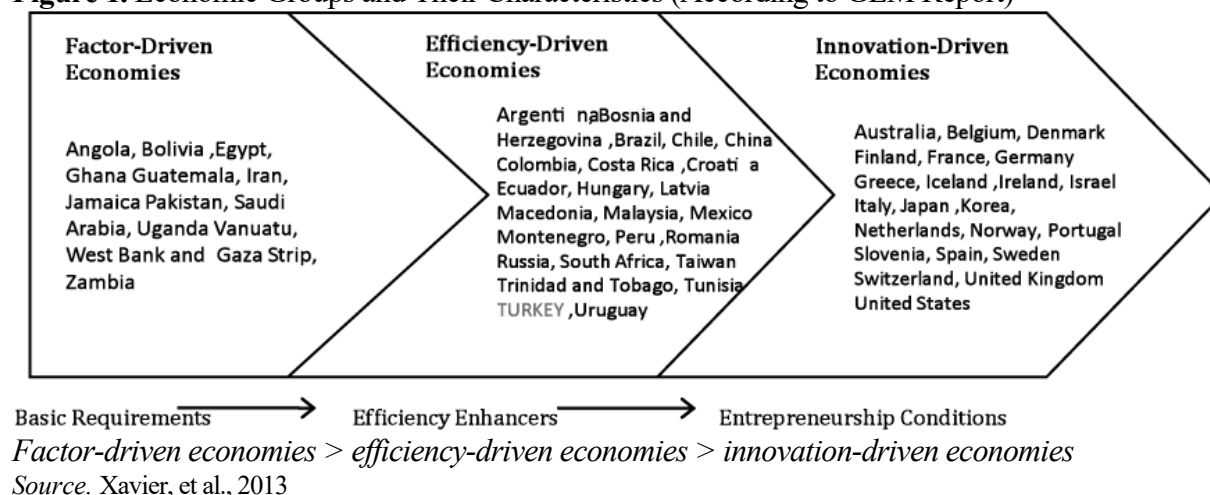 Figure 1. Economic Groups and Their Characteristics (According to GEM Report)
Factor-Driven
Economies
Angola, Bolivia ,Egypt,
Ghana Guatemala, Iran,
Jamaica Pakistan, Saudi
Arabia, Uganda Vanuatu,
West Bank and Gaza Strip,
Zambia
Efficiency-Driven
Economies
Argenti na,Bosnia and
Herzegovina ,Brazil, Chile, China
Colombia, Costa Rica ,Croati a
Ecuador, Hungary, Latvia
Macedonia, Malaysia, Mexico
Montenegro, Peru ,Romania
Russia, South Africa, Taiwan
Trinidad and Tobago, Tunisia
TURKEY ,Uruguay
Innovation-Driven
Economies
Australia, Belgium, Denmark
Finland, France, Germany
Greece, Iceland ,Ireland, Israel
Italy, Japan ,Korea,
Netherlands, Norway, Portugal
Slovenia, Spain, Sweden
Switzerland, United Kingdom
United States
Basic Requirements
Efficiency Enhancers
Entrepreneurship Conditions
Factor-driven economies > efficiency-driven economies > innovation-driven economies
Source. Xavier, et al., 2013